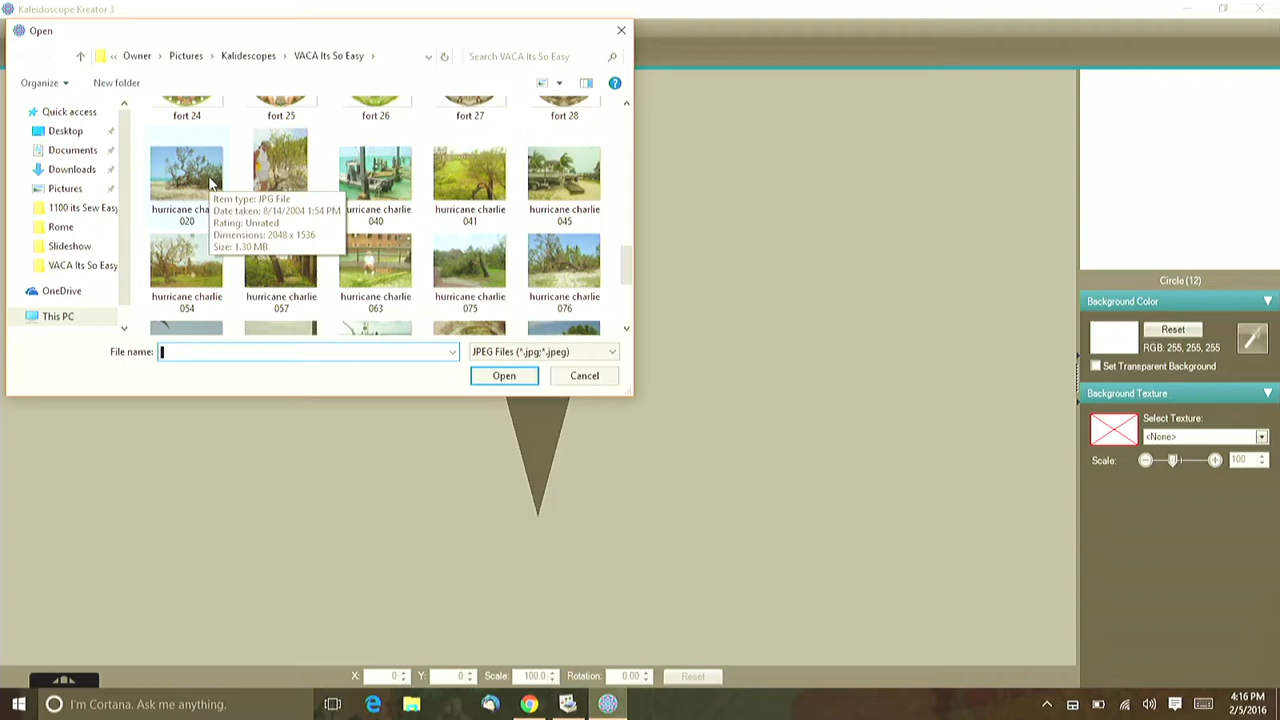 Kaleidoscope Kreator 3
Open
« Owner > Pictures > Kalidescopes > VACA Its So Easy >
Search VACA Its So Easy
Organize
New folder
Quick access
Desktop
Documents
Downloads
Pictures
1100 its Sew Easy
Rome
Slideshow
VACA Its So Easy
OneDrive
This PC
fort 24
fort 25
fort 26
fort 27
fort 28
hurricane cha
020
hurricane charlie
040
hurricane charlie
041
hurricane charlie
045
Item type: JPG File
Date taken: 8/14/2004 1:54 PM
Rating: Unrated
Dimensions: 2048 x 1536
Size: 1.30 MB
hurricane charlie
054
hurricane charlie
057
hurricane charlie
063
hurricane charlie
075
hurricane charlie
076
File name:
JPEG Files (*.jpg;*.jpeg)
Open
Cancel
Circle (12)
Background Color
Reset
RGB: 255, 255, 255
Set Transparent Background
Background Texture
Select Texture:
<None>
Scale:
100
X: 0
Y: 0
Scale: 100.0
Rotation: 0.00
Reset
I'm Cortana. Ask me anything.
4:16 PM
2/5/2016